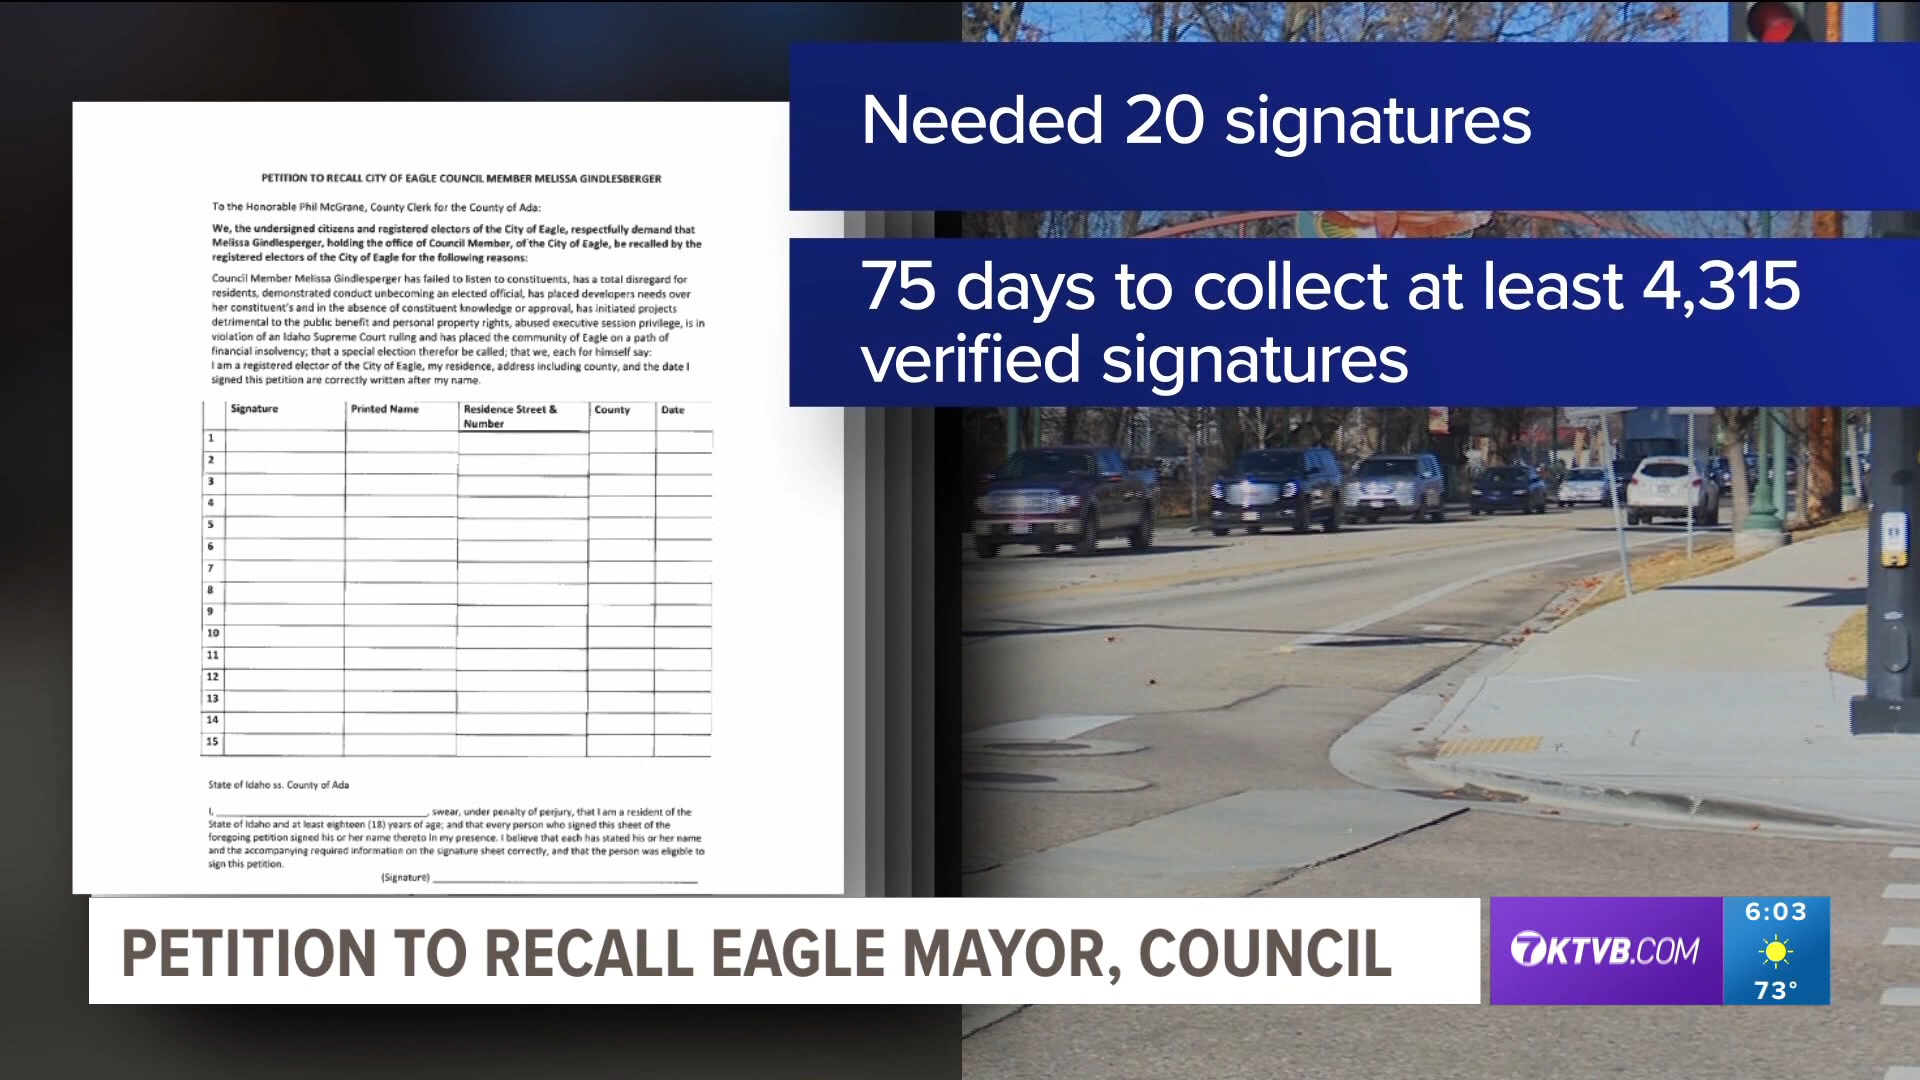 PETITION TO RECALL CITY OF EAGLE COUNCIL MEMBER MELISSA GINDLESBERGER
To the Honorable Phil McGrane, County Clerk for the County of Ada:
We, the undersigned citizens and registered electors of the City of Eagle, respectfully demand that
Melissa Gindlesperger, holding the office of Council Member, of the City of Eagle, be recalled by the
registered electors of the City of Eagle for the following reasons:
Council Member Melissa Gindlesperger has failed to listen to constituents, has a total disregard for
residents, demonstrated conduct unbecoming an elected official, has placed developers needs over
her constituent's and in the absence of constituent knowledge or approval, has initiated projects
detrimental to the public benefit and personal property rights, abused executive session privilege, is in
violation of an Idaho Supreme Court ruling and has placed the community of Eagle on a path of
financial insolvency; that a special election therefor be called; that we, each for himself say:
I am a registered elector of the City of Eagle, my residence, address including county, and the date I
signed this petition are correctly written after my name.
Signature Printed Name Residence Street & County Date
Number
1
2
3
4
5
6
7
8
9
10
11
12
13
14
15
State of Idaho ss. County of Ada
I, ______________________________, swear, under penalty of perjury, that I am a resident of the
State of Idaho and at least eighteen (18) years of age; and that every person who signed this sheet of the
foregoing petition signed his or her name thereto in my presence. I believe that each has stated his or her name
and the accompanying required information on the signature sheet correctly, and that the person was eligible to
sign this petition.
(Signature) ______________________________
Needed 20 signatures
75 days to collect at least 4,315
verified signatures
PETITION TO RECALL EAGLE MAYOR, COUNCIL
7KTVB.COM
6:03
73°